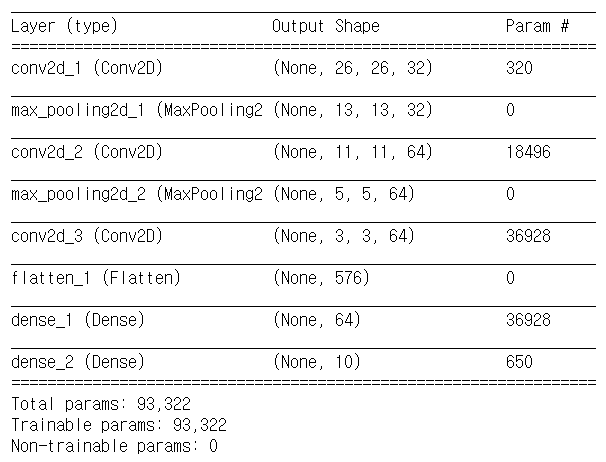 Layer (type) Output Shape Param #
=================================================================
conv2d_1 (Conv2D) (None, 26, 26, 32) 320
max_pooling2d_1 (MaxPooling2 (None, 13, 13, 32) 0
conv2d_2 (Conv2D) (None, 11, 11, 64) 18496
max_pooling2d_2 (MaxPooling2 (None, 5, 5, 64) 0
conv2d_3 (Conv2D) (None, 3, 3, 64) 36928
flatten_1 (Flatten) (None, 576) 0
dense_1 (Dense) (None, 64) 36928
dense_2 (Dense) (None, 10) 650
=================================================================
Total params: 93,322
Trainable params: 93,322
Non-trainable params: 0